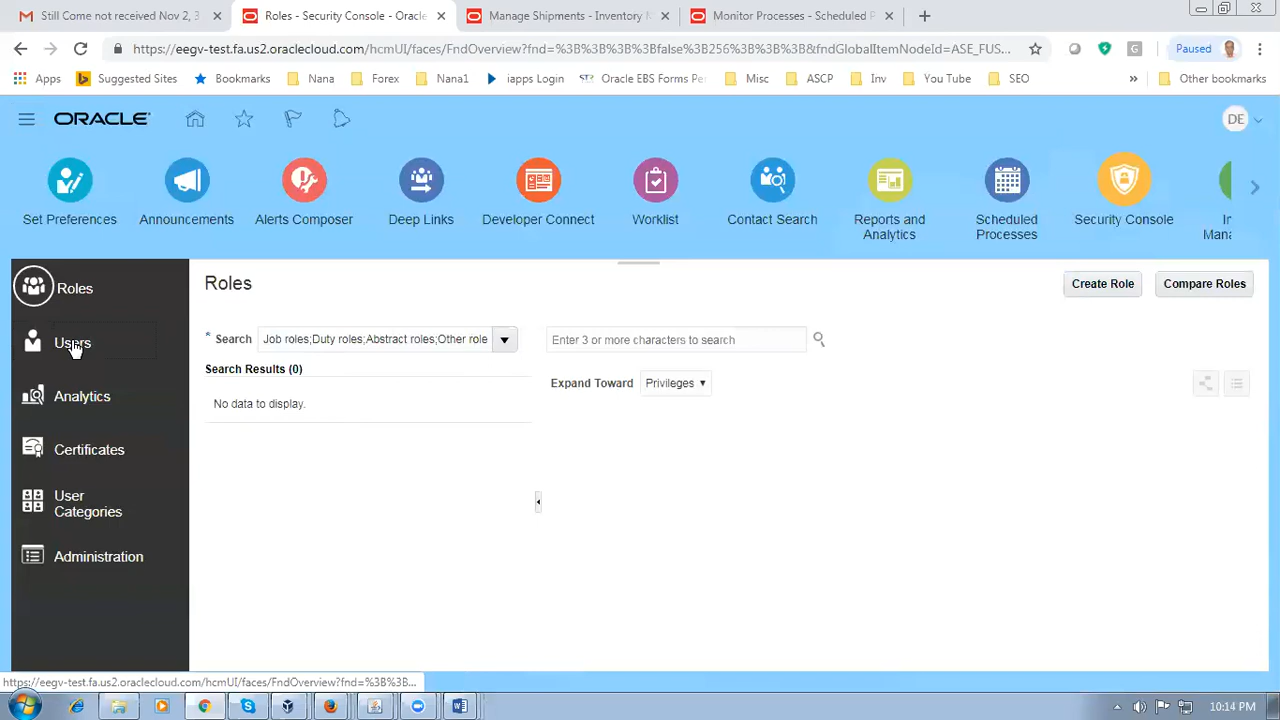 Still Come not received Nov 2, 3
Roles - Security Console - Oracle
Manage Shipments - Inventory M
Monitor Processes - Scheduled P
https://eegv-test.fa.us2.oraclecloud.com/hcmUI/faces/FndOverview?fnd=%3B%3B%3B%3Bfalse%3B256%3B%3B%3B&fndGlobalItemNodeId=ASE_FUS...
Paused
Apps
Suggested Sites
Bookmarks
Nana
Forex
Nana1
iapps Login
Oracle EBS Forms Pe
Misc
ASCP
Inv
You Tube
SEO
»
Other bookmarks
ORACLE
DE
Set Preferences
Announcements
Alerts Composer
Deep Links
Developer Connect
Worklist
Contact Search
Reports and
Analytics
Scheduled
Processes
Security Console
In
Mana
Roles
Users
Analytics
Certificates
User
Categories
Administration
Roles
Create Role
Compare Roles
* Search
Job roles;Duty roles;Abstract roles;Other role
Enter 3 or more characters to search
Search Results (0)
Expand Toward
Privileges
No data to display.
https://eegv-test.fa.us2.oraclecloud.com/hcmUI/faces/FndOverview?fnd=%3B%3B...
10:14 PM